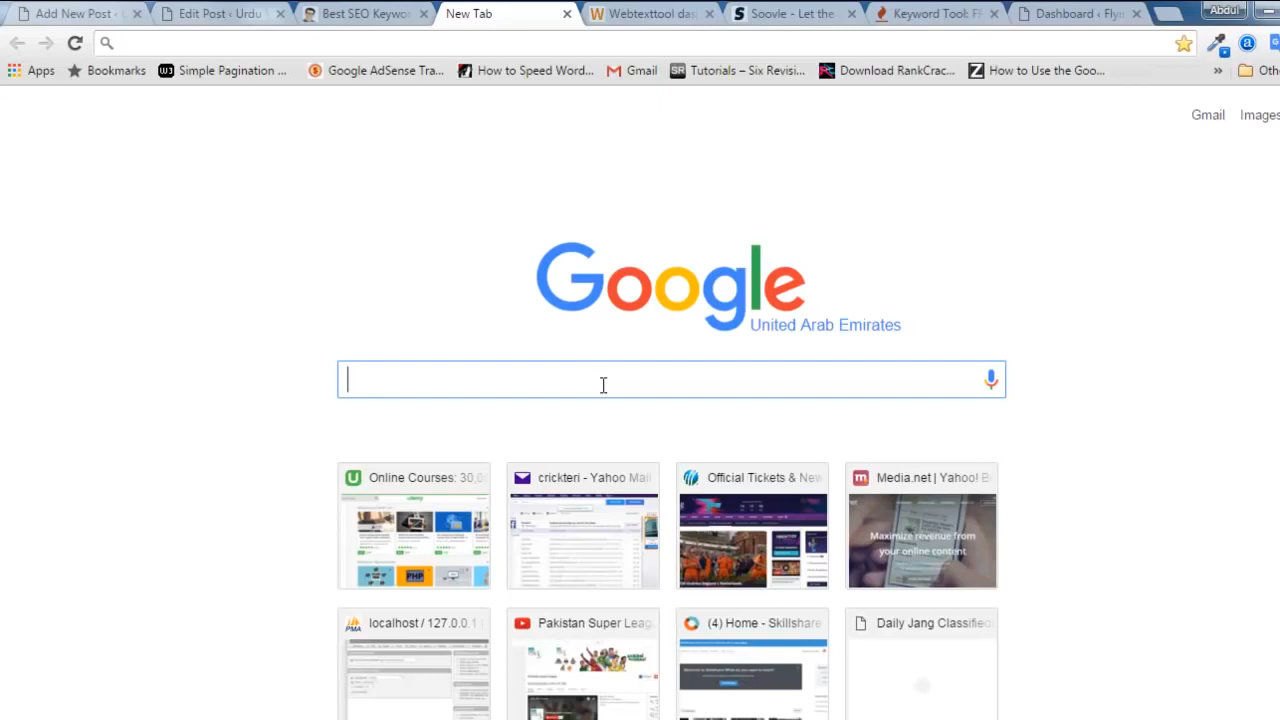 Add New Post ‹
Edit Post ‹ Urdu
Best SEO Keywo
New Tab
Webtexttool das
Soovle - Let the
Keyword Tool: F
Dashboard ‹ Flyn
Abdul
Apps
Bookmarks
Simple Pagination ...
Google AdSense Tra...
How to Speed Word...
Gmail
Tutorials – Six Revisi...
Download RankCrac...
How to Use the Goo...
»
Oth
Gmail
Images
Google
United Arab Emirates
Online Courses: 30,0
crickteri - Yahoo Mail
Official Tickets & New
Media.net | Yahoo! B
Maximize revenue from
your online content
localhost / 127.0.0.1
Pakistan Super Leag
(4) Home - Skillshare
Daily Jang Classified